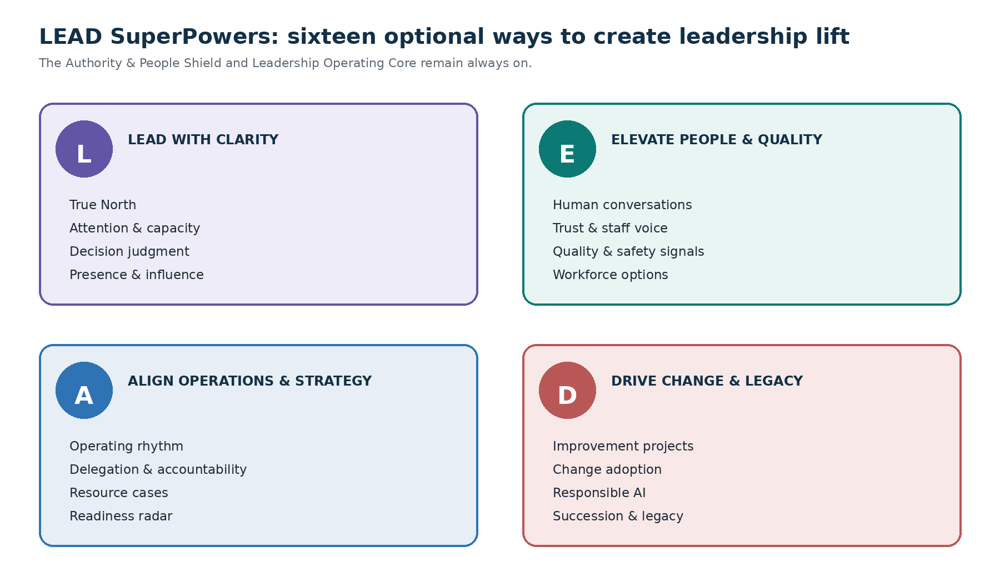 LEAD SuperPowers: sixteen optional ways to create leadership lift
The Authority & People Shield and Leadership Operating Core remain always on.
L
LEAD WITH CLARITY
True North
Attention & capacity
Decision judgment
Presence & influence
E
ELEVATE PEOPLE & QUALITY
Human conversations
Trust & staff voice
Quality & safety signals
Workforce options
A
ALIGN OPERATIONS & STRATEGY
Operating rhythm
Delegation & accountability
Resource cases
Readiness radar
D
DRIVE CHANGE & LEGACY
Improvement projects
Change adoption
Responsible AI
Succession & legacy